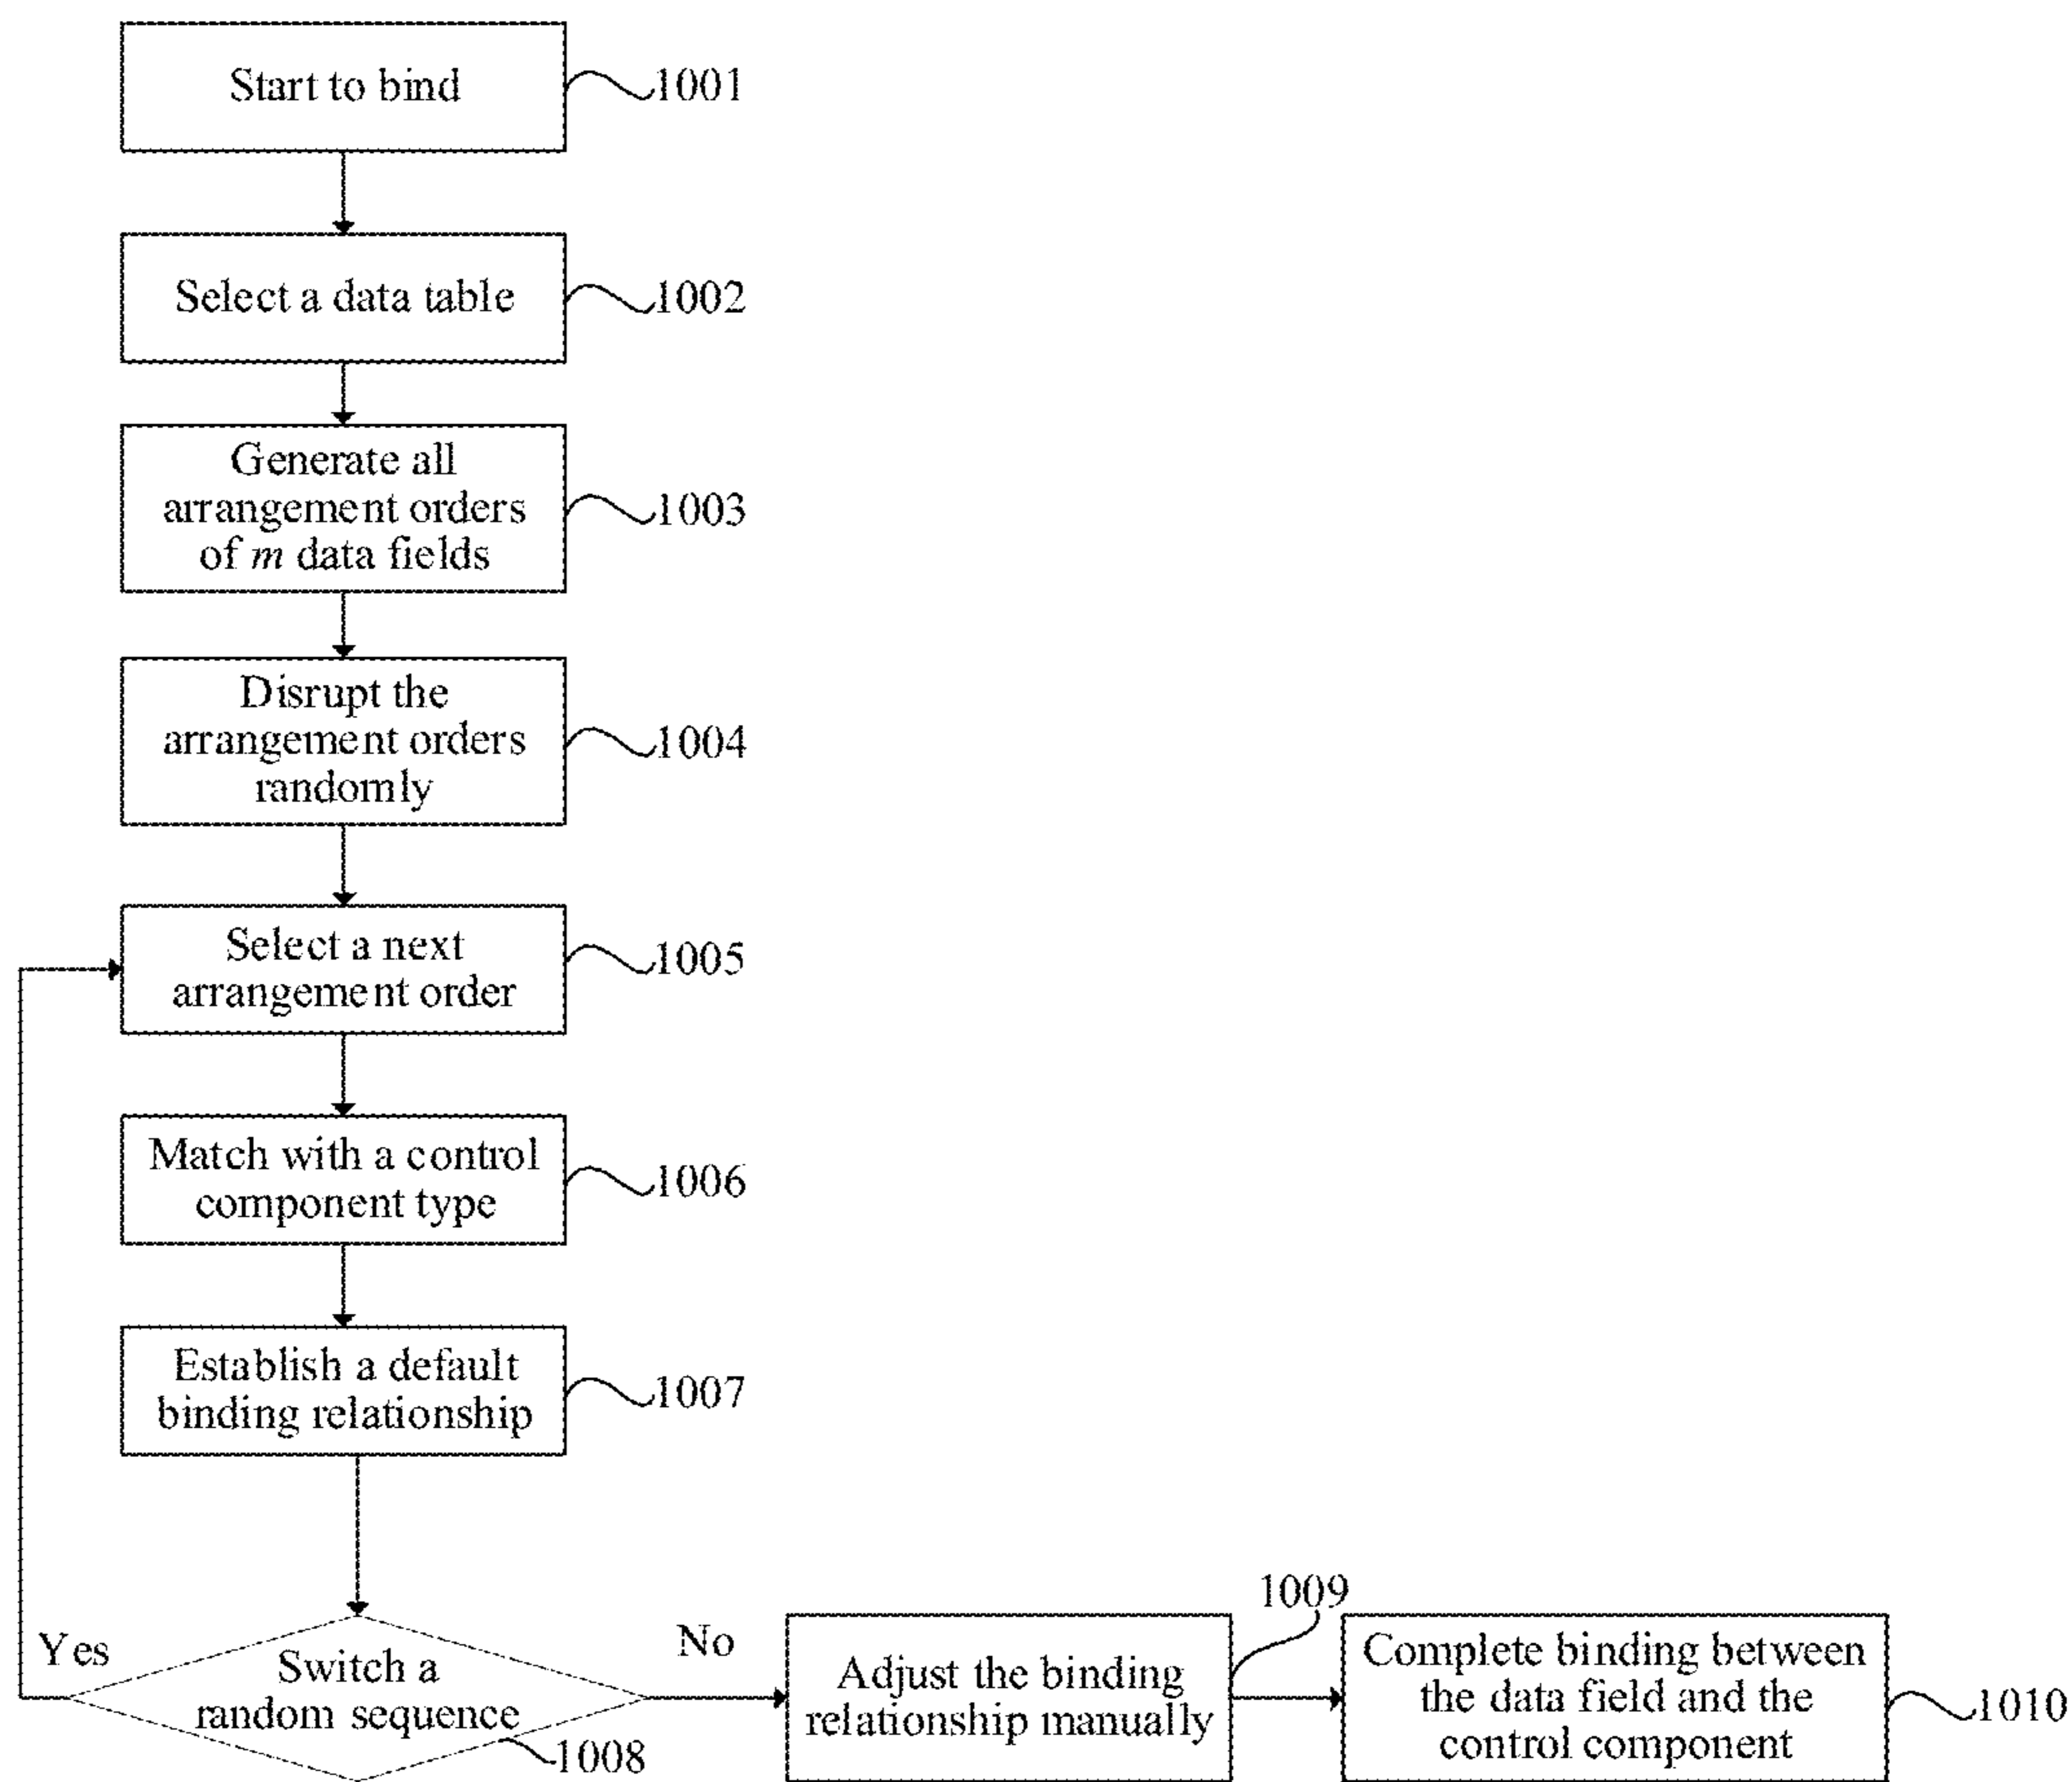 Start to bind
1001
Select a data table
1002
Generate all
arrangement orders
of m data fields
1003
Disrupt the
arrangement orders
randomly
1004
Select a next
arrangement order
1005
Match with a control
component type
1006
Establish a default
binding relationship
1007
Yes
Switch a
random sequence
1008
No
Adjust the binding
relationship manually
1009
Complete binding between
the data field and the
control component
1010